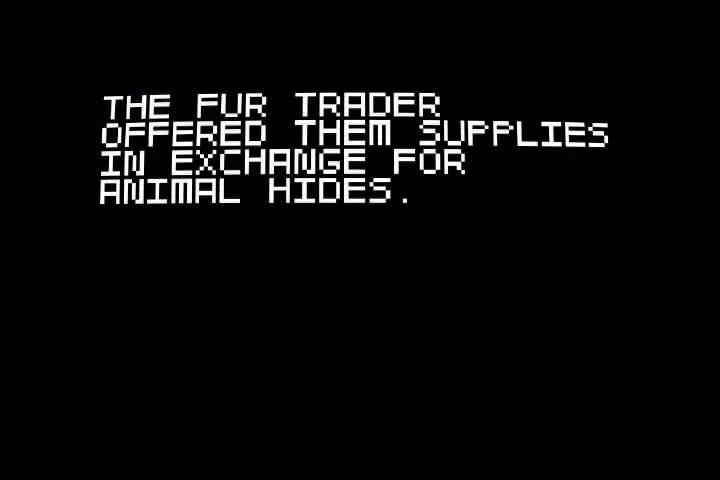 THE FUR TRADER
OFFERED THEM SUPPLIES
IN EXCHANGE FOR
ANIMAL HIDES.